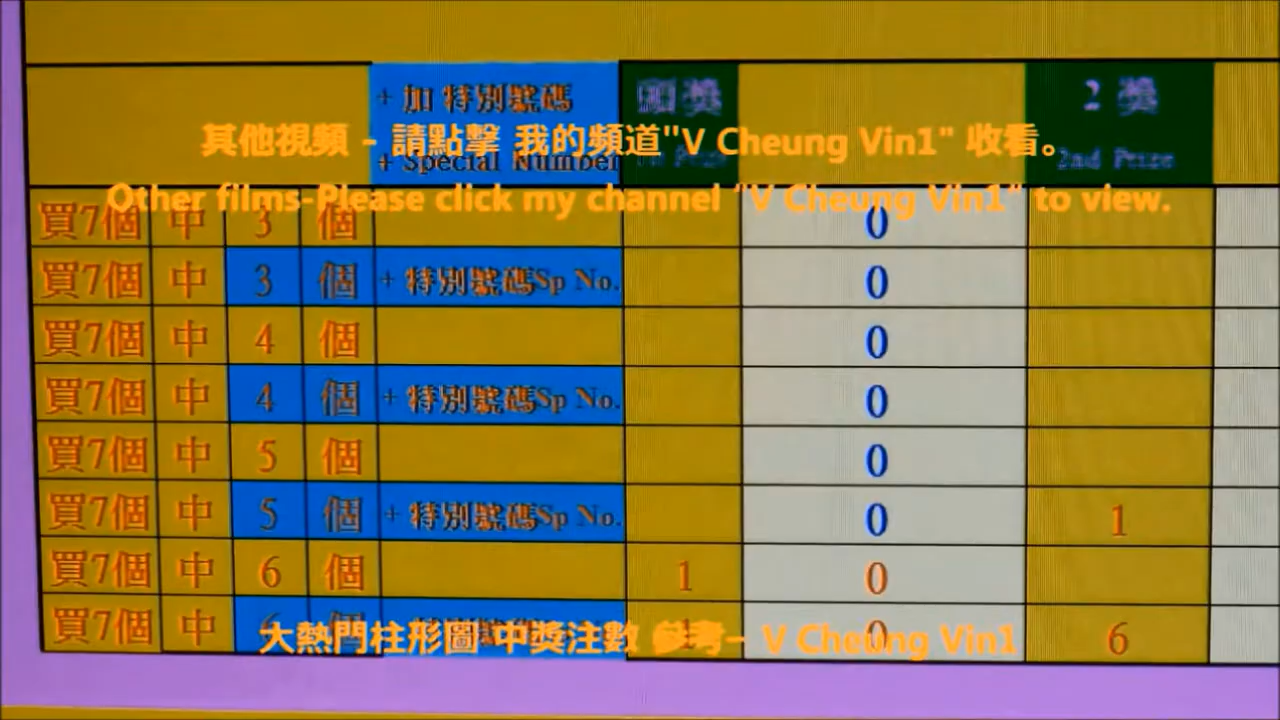 + 加 特別號碼 頭獎 2 獎
其他視頻 - 請點擊 我的頻道"V Cheung Vin1" 收看。
+ Special Number Prize 2nd Prize
Other films-Please click my channel "V Cheung Vin1" to view.
買7個 中 3 個 0
買7個 中 3 個 + 特別號碼Sp No. 0
買7個 中 4 個 0
買7個 中 4 個 + 特別號碼Sp No. 0
買7個 中 5 個 0
買7個 中 5 個 + 特別號碼Sp No. 0 1
買7個 中 6 個 1 0
買7個 中 6 1 0 6
大熱門柱形圖 中獎注數 參考- V Cheung Vin1